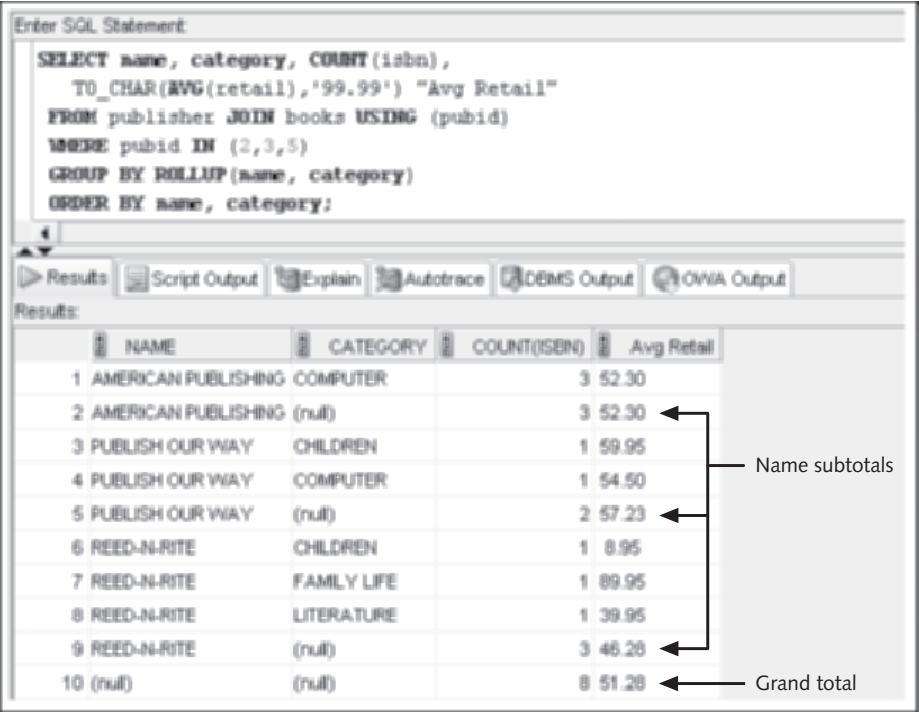 Enter SQL Statement:
SELECT name, category, COUNT(isbn),
TO_CHAR(AVG(retail),'99.99') "Avg Retail"
FROM publisher JOIN books USING (pubid)
WHERE pubid IN (2,3,5)
GROUP BY ROLLUP(name, category)
ORDER BY name, category;
Results Script Output Explain Autotrace DBMS Output OWA Output
Results:
NAME CATEGORY COUNT(ISBN) Avg Retail
1 AMERICAN PUBLISHING COMPUTER 3 52.30
2 AMERICAN PUBLISHING (null) 3 52.30
3 PUBLISH OUR WAY CHILDREN 1 59.95
Name subtotals
4 PUBLISH OUR WAY COMPUTER 1 54.50
5 PUBLISH OUR WAY (null) 2 57.23
6 REED-N-RITE CHILDREN 1 8.95
7 REED-N-RITE FAMILY LIFE 1 89.95
8 REED-N-RITE LITERATURE 1 39.95
9 REED-N-RITE (null) 3 46.28
10 (null) (null) 8 51.28 Grand total